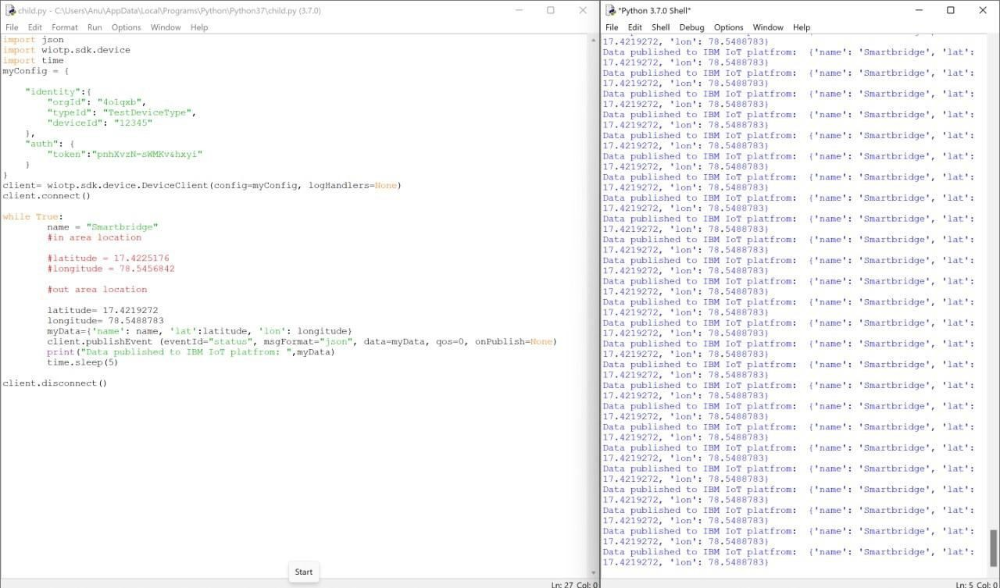 child.py - C:\Users\Anu\AppData\Local\Programs\Python\Python37\child.py (3.7.0)
File Edit Format Run Options Window Help
import json
import wiotp.sdk.device
import time
myConfig = {
"identity":{
"orgId": "4o1qxb",
"typeId": "TestDeviceType",
"deviceId": "12345"
},
"auth": {
"token":"pnhXvzN-sWMKv&hxyi"
}
}
client= wiotp.sdk.device.DeviceClient(config=myConfig, logHandlers=None)
client.connect()
while True:
name = "Smartbridge"
#in area location
#latitude = 17.4225176
#longitude = 78.5456842
#out area location
latitude= 17.4219272
longitude= 78.5488783
myData={'name': name, 'lat':latitude, 'lon': longitude}
client.publishEvent (eventId="status", msgFormat="json", data=myData, qos=0, onPublish=None)
print("Data published to IBM IoT platfrom: ",myData)
time.sleep(5)
client.disconnect()
Start
Ln: 27 Col: 0
*Python 3.7.0 Shell*
File Edit Shell Debug Options Window Help
17.4219272, 'lon': 78.5488783}
Data published to IBM IoT platfrom:  {'name': 'Smartbridge', 'lat':
17.4219272, 'lon': 78.5488783}
Data published to IBM IoT platfrom:  {'name': 'Smartbridge', 'lat':
17.4219272, 'lon': 78.5488783}
Data published to IBM IoT platfrom:  {'name': 'Smartbridge', 'lat':
17.4219272, 'lon': 78.5488783}
Data published to IBM IoT platfrom:  {'name': 'Smartbridge', 'lat':
17.4219272, 'lon': 78.5488783}
Data published to IBM IoT platfrom:  {'name': 'Smartbridge', 'lat':
17.4219272, 'lon': 78.5488783}
Data published to IBM IoT platfrom:  {'name': 'Smartbridge', 'lat':
17.4219272, 'lon': 78.5488783}
Data published to IBM IoT platfrom:  {'name': 'Smartbridge', 'lat':
17.4219272, 'lon': 78.5488783}
Data published to IBM IoT platfrom:  {'name': 'Smartbridge', 'lat':
17.4219272, 'lon': 78.5488783}
Data published to IBM IoT platfrom:  {'name': 'Smartbridge', 'lat':
17.4219272, 'lon': 78.5488783}
Data published to IBM IoT platfrom:  {'name': 'Smartbridge', 'lat':
17.4219272, 'lon': 78.5488783}
Data published to IBM IoT platfrom:  {'name': 'Smartbridge', 'lat':
17.4219272, 'lon': 78.5488783}
Data published to IBM IoT platfrom:  {'name': 'Smartbridge', 'lat':
17.4219272, 'lon': 78.5488783}
Data published to IBM IoT platfrom:  {'name': 'Smartbridge', 'lat':
17.4219272, 'lon': 78.5488783}
Data published to IBM IoT platfrom:  {'name': 'Smartbridge', 'lat':
17.4219272, 'lon': 78.5488783}
Data published to IBM IoT platfrom:  {'name': 'Smartbridge', 'lat':
17.4219272, 'lon': 78.5488783}
Data published to IBM IoT platfrom:  {'name': 'Smartbridge', 'lat':
17.4219272, 'lon': 78.5488783}
Data published to IBM IoT platfrom:  {'name': 'Smartbridge', 'lat':
17.4219272, 'lon': 78.5488783}
Data published to IBM IoT platfrom:  {'name': 'Smartbridge', 'lat':
17.4219272, 'lon': 78.5488783}
Data published to IBM IoT platfrom:  {'name': 'Smartbridge', 'lat':
17.4219272, 'lon': 78.5488783}
Data published to IBM IoT platfrom:  {'name': 'Smartbridge', 'lat':
17.4219272, 'lon': 78.5488783}
Data published to IBM IoT platfrom:  {'name': 'Smartbridge', 'lat':
17.4219272, 'lon': 78.5488783}
Data published to IBM IoT platfrom:  {'name': 'Smartbridge', 'lat':
17.4219272, 'lon': 78.5488783}
Data published to IBM IoT platfrom:  {'name': 'Smartbridge', 'lat':
17.4219272, 'lon': 78.5488783}
Data published to IBM IoT platfrom:  {'name': 'Smartbridge', 'lat':
17.4219272, 'lon': 78.5488783}
Data published to IBM IoT platfrom:  {'name': 'Smartbridge', 'lat':
17.4219272, 'lon': 78.5488783}
Ln: 5 Col: 0